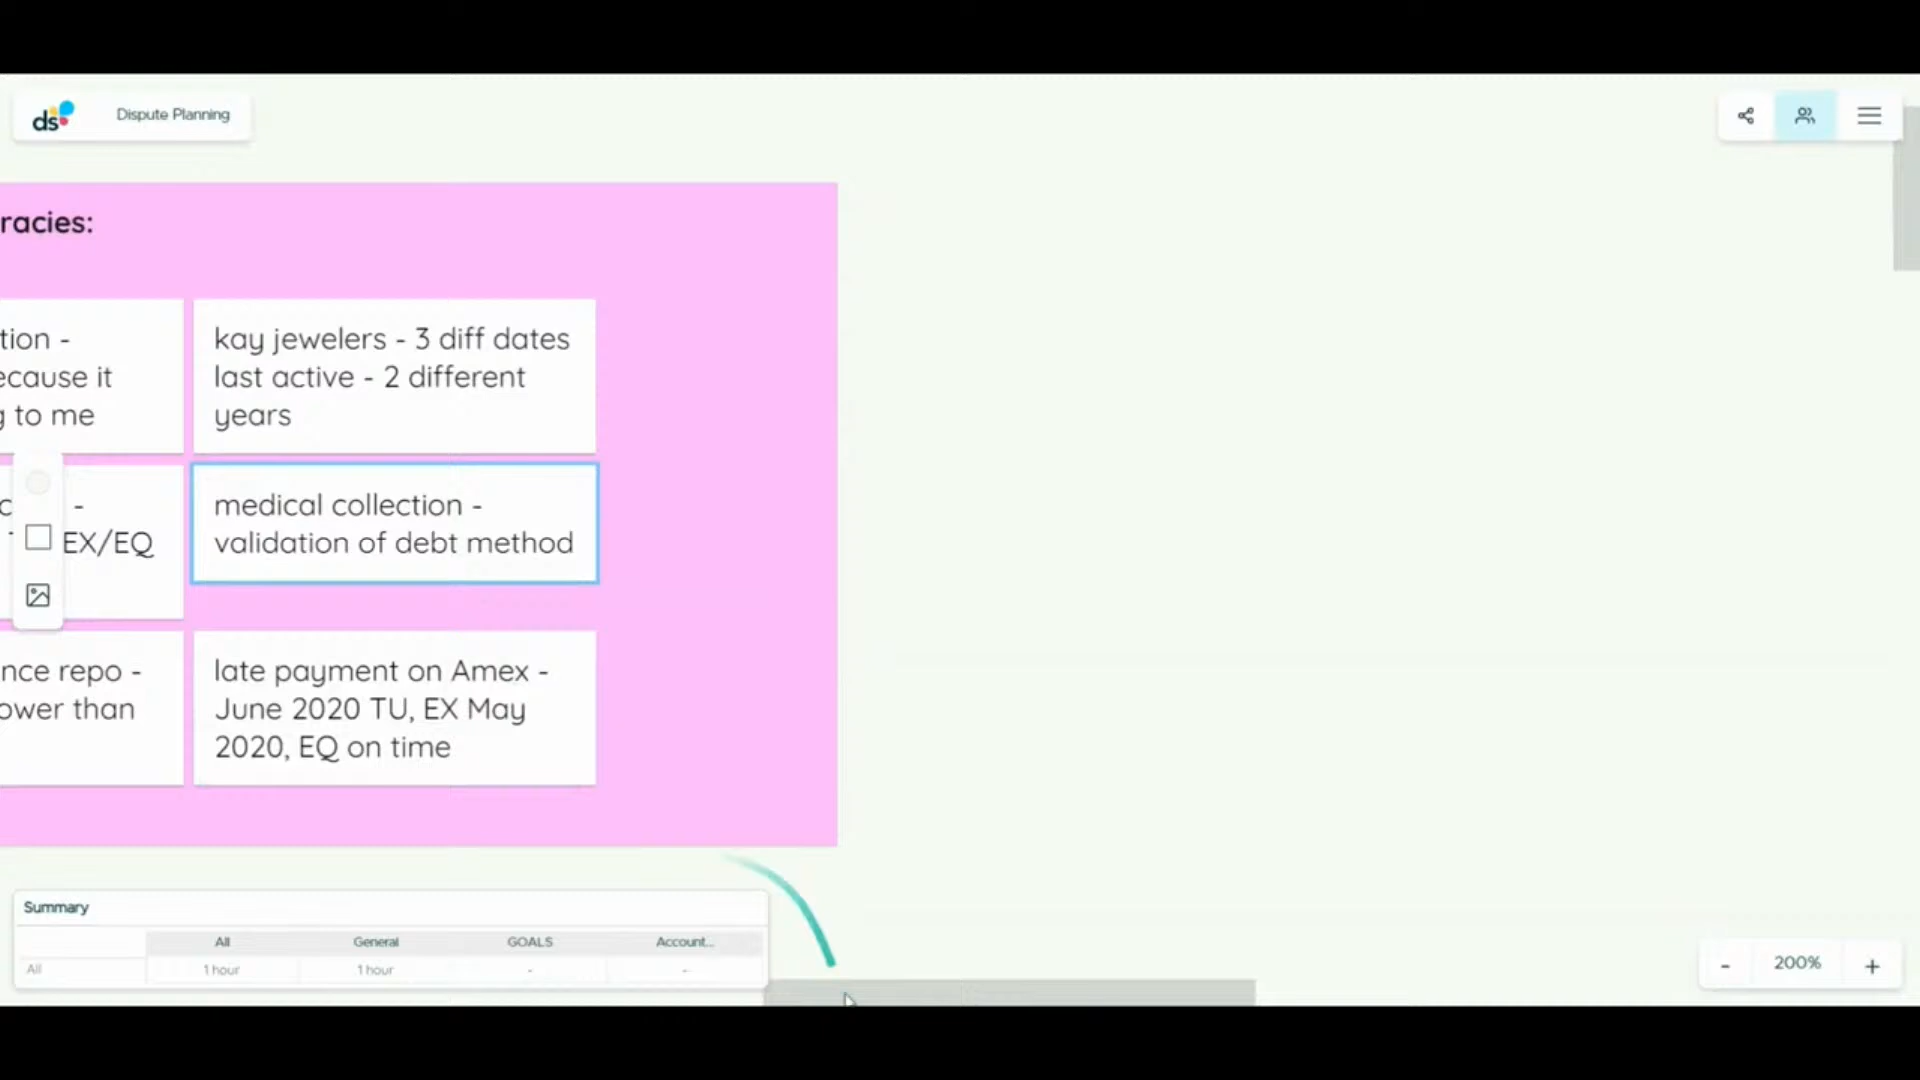 ds
Dispute Planning
racies:
tion -
ecause it
g to me
kay jewelers - 3 diff dates
last active - 2 different
years
-
EX/EQ
medical collection -
validation of debt method
nce repo -
ower than
late payment on Amex -
June 2020 TU, EX May
2020, EQ on time
Summary
All General GOALS Account...
All 1 hour 1 hour - -
- 200% +